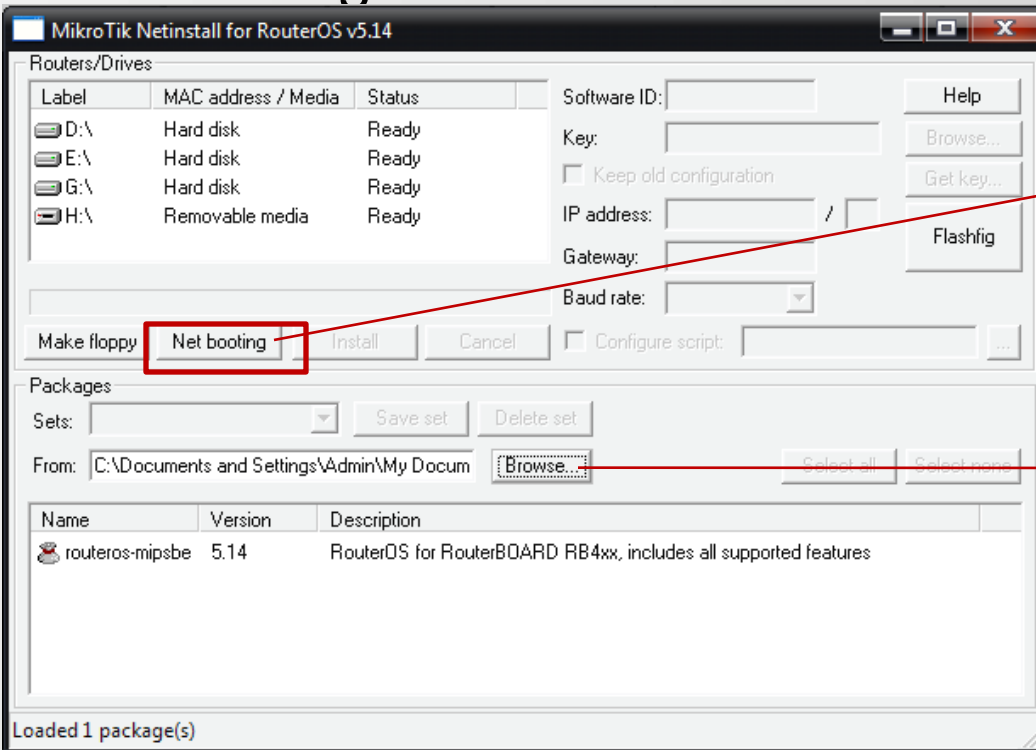 MikroTik Netinstall for RouterOS v5.14
Routers/Drives
Label MAC address / Media Status
D:\ Hard disk Ready
E:\ Hard disk Ready
G:\ Hard disk Ready
H:\ Removable media Ready
Software ID: Help
Key: Browse...
Keep old configuration Get key...
IP address: /
Flashfig
Gateway:
Baud rate:
Make floppy Net booting Install Cancel Configure script: ...
Packages
Sets: Save set Delete set
From: C:\Documents and Settings\Admin\My Docum Browse... Select all Select none
Name Version Description
routeros-mipsbe 5.14 RouterOS for RouterBOARD RB4xx, includes all supported features
Loaded 1 package(s)